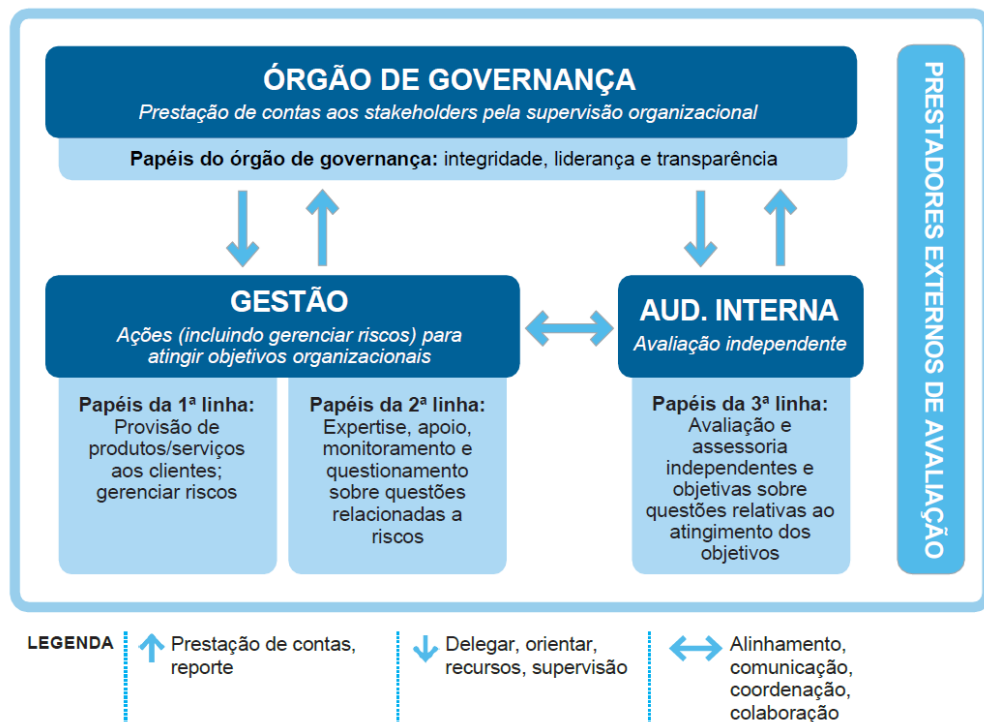 ÓRGÃO DE GOVERNANÇA
Prestação de contas aos stakeholders pela supervisão organizacional
Papéis do órgão de governança: integridade, liderança e transparência
GESTÃO
Ações (incluindo gerenciar riscos) para
atingir objetivos organizacionais
Papéis da 1ª linha:
Provisão de
produtos/serviços
aos clientes;
gerenciar riscos
Papéis da 2ª linha:
Expertise, apoio,
monitoramento e
questionamento
sobre questões
relacionadas a
riscos
AUD. INTERNA
Avaliação independente
Papéis da 3ª linha:
Avaliação e
assessoria
independentes e
objetivas sobre
questões relativas ao
atingimento dos
objetivos
PRESTADORES EXTERNOS DE AVALIAÇÃO
LEGENDA
Prestação de contas,
reporte
Delegar, orientar,
recursos, supervisão
Alinhamento,
comunicação,
coordenação,
colaboração